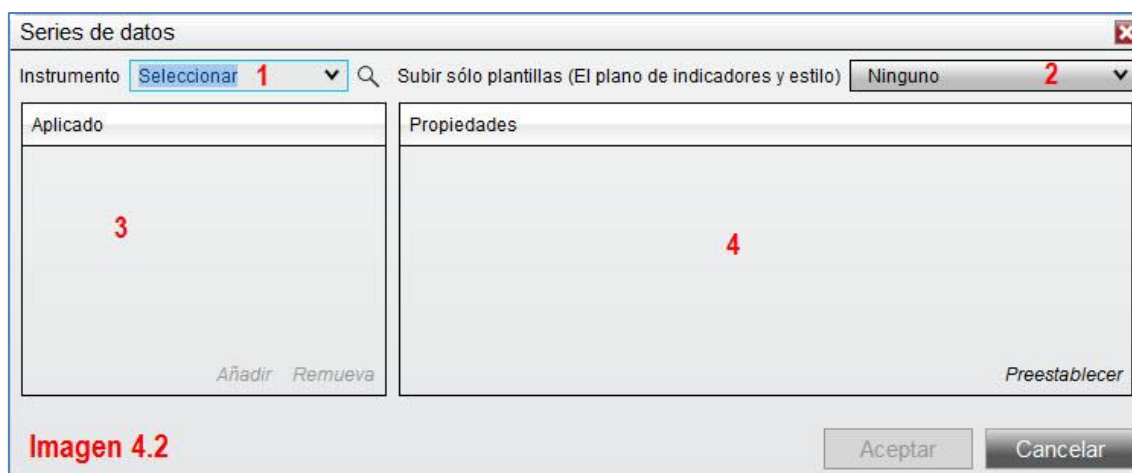 Series de datos
Instrumento Seleccionar 1 Subir sólo plantillas (El plano de indicadores y estilo) Ninguno 2
Aplicado
Propiedades
3
4
Añadir Remueva
Preestablecer
Imagen 4.2
Aceptar Cancelar